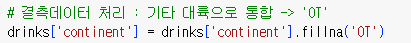 # 결측데이터 처리 : 기타 대륙으로 통합 -> 'OT'
drinks['continent'] = drinks['continent'].fillna('OT')